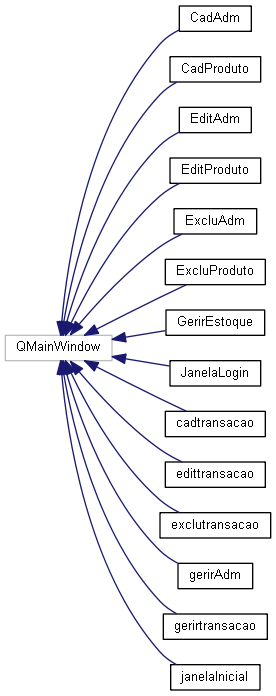 CadAdm
CadProduto
EditAdm
EditProduto
ExcluAdm
ExcluProduto
GerirEstoque
QMainWindow
JanelaLogin
cadtransacao
edittransacao
exclutransacao
gerirAdm
gerirtransacao
janelaInicial